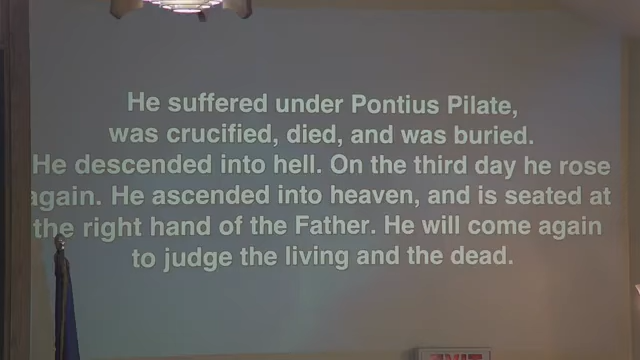 He suffered under Pontius Pilate,
was crucified, died, and was buried.
He descended into hell. On the third day he rose
again. He ascended into heaven, and is seated at
the right hand of the Father. He will come again
to judge the living and the dead.
EXIT